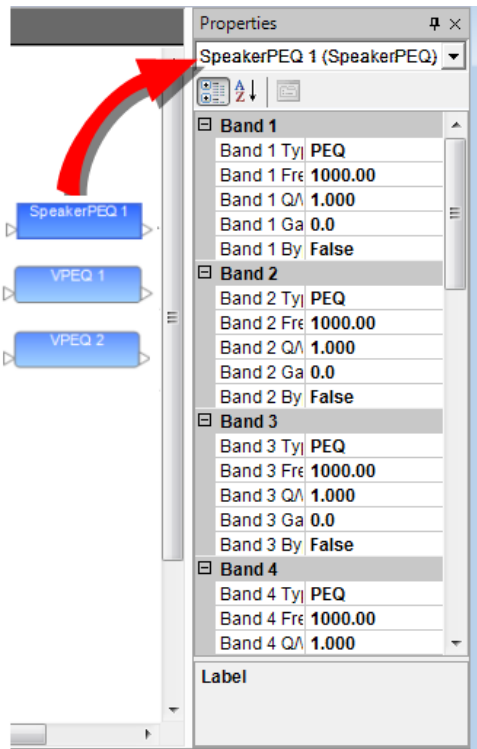 Properties
SpeakerPEQ 1 (SpeakerPEQ)
Band 1
Band 1 Ty PEQ
Band 1 Fre 1000.00
Band 1 Q/\ 1.000
Band 1 Ga 0.0
Band 1 By False
Band 2
Band 2 Ty PEQ
Band 2 Fre 1000.00
Band 2 Q/\ 1.000
Band 2 Ga 0.0
Band 2 By False
Band 3
Band 3 Ty PEQ
Band 3 Fre 1000.00
Band 3 Q/\ 1.000
Band 3 Ga 0.0
Band 3 By False
Band 4
Band 4 Ty PEQ
Band 4 Fre 1000.00
Band 4 Q/\ 1.000
Label
SpeakerPEQ 1
VPEQ 1
VPEQ 2